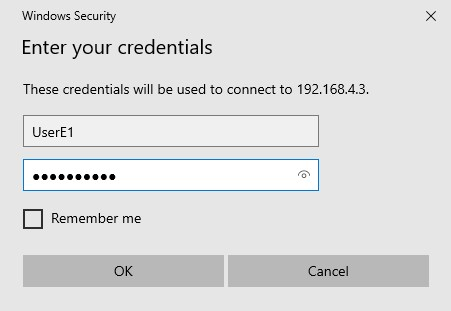 Windows Security
Enter your credentials
These credentials will be used to connect to 192.168.4.3.
UserE1
●●●●●●●●●●
Remember me
OK
Cancel